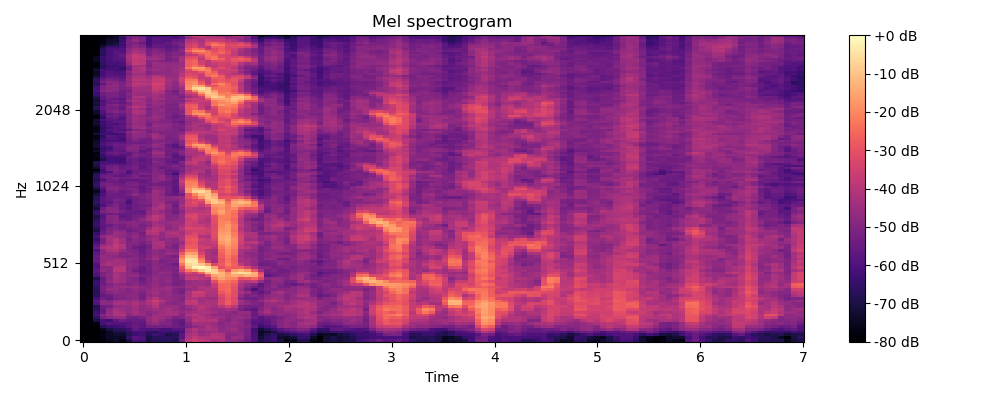 Mel spectrogram
+0 dB
2048
-10 dB
-20 dB
-30 dB
Hz
1024
-40 dB
-50 dB
512
-60 dB
-70 dB
0
-80 dB
0 1 2 3 4 5 6 7
Time